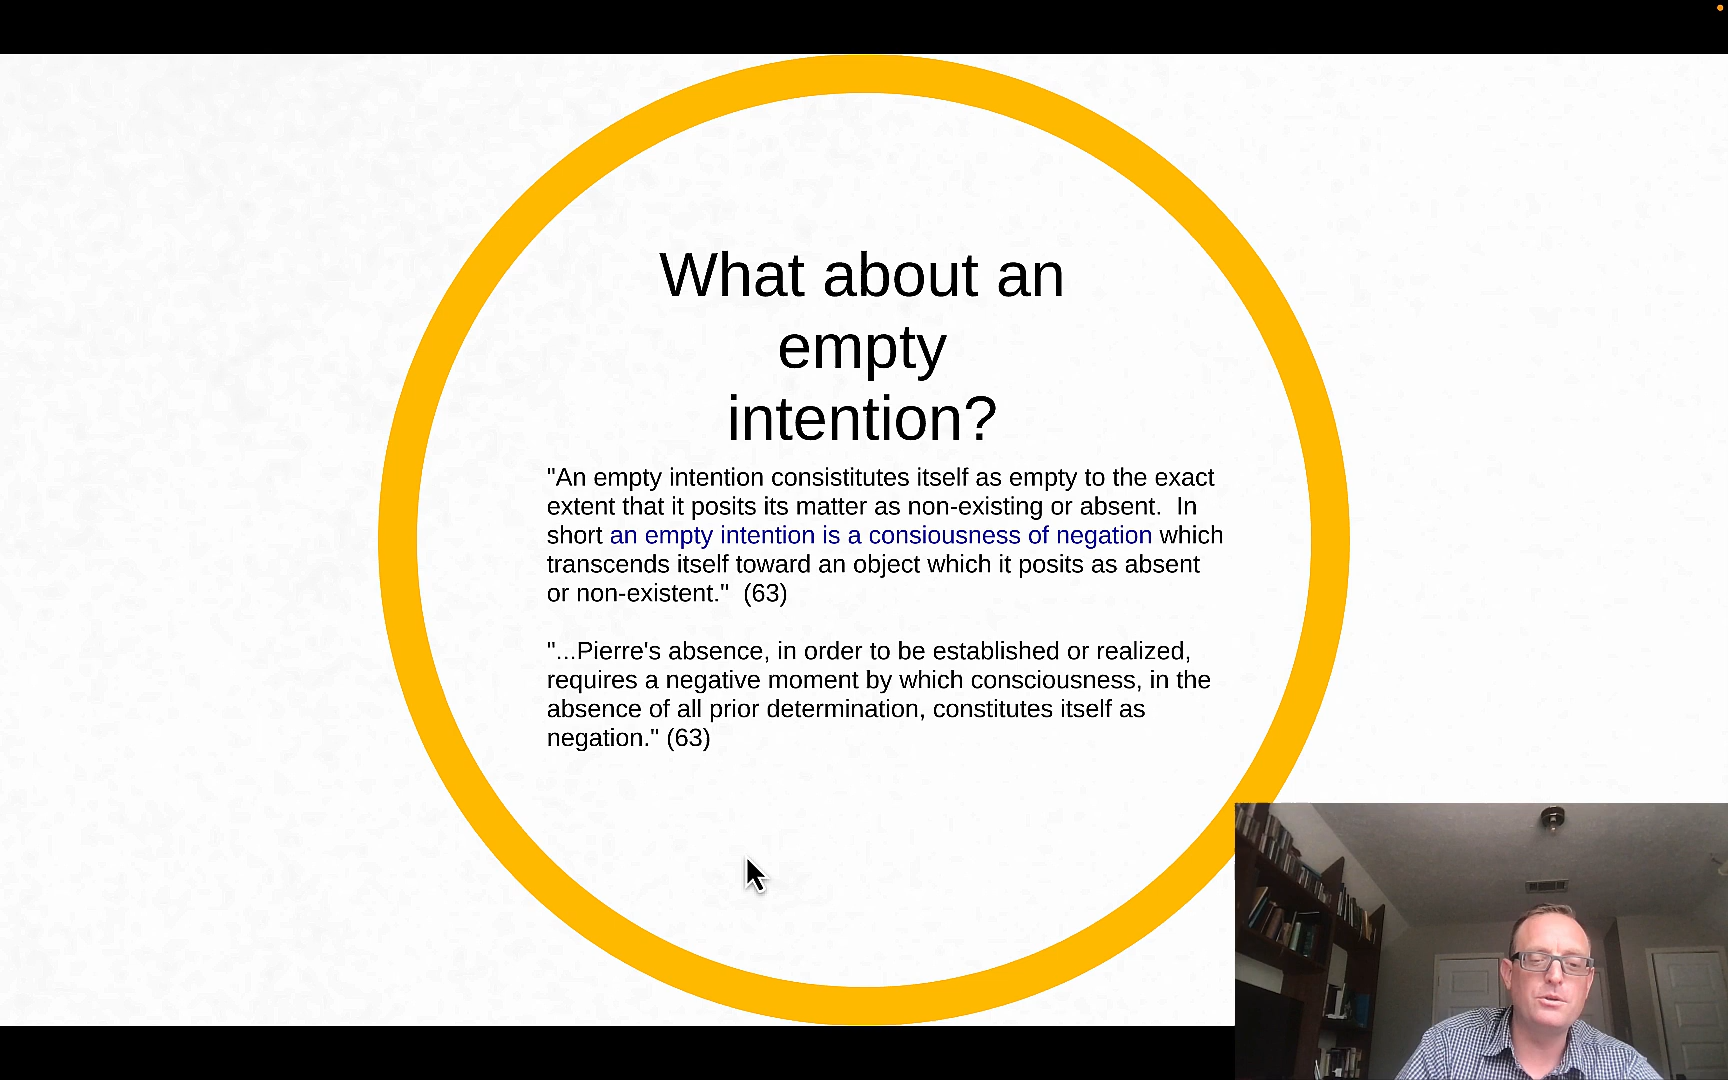 What about an
empty
intention?
"An empty intention consistitutes itself as empty to the exact
extent that it posits its matter as non-existing or absent.  In
short an empty intention is a consiousness of negation which
transcends itself toward an object which it posits as absent
or non-existent."  (63)
"...Pierre's absence, in order to be established or realized,
requires a negative moment by which consciousness, in the
absence of all prior determination, constitutes itself as
negation." (63)